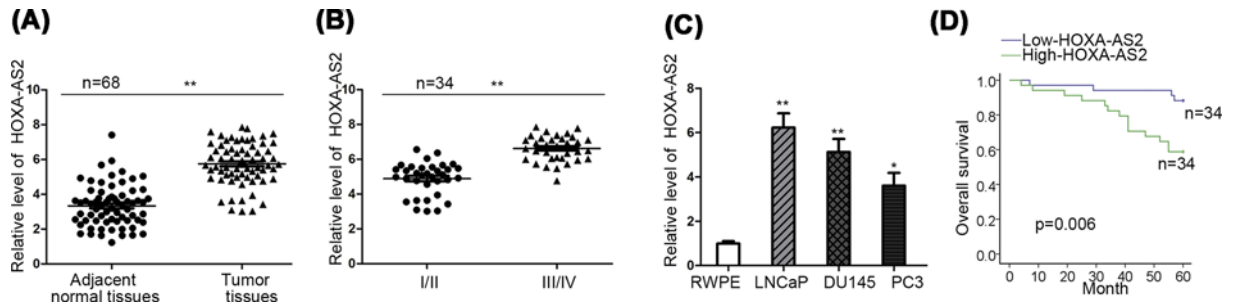 (A)
Relative level of HOXA-AS2
10
8
6
4
2
0
n=68 **
Adjacent
normal tissues
Tumor
tissues
(B)
Relative level of HOXA-AS2
10
8
6
4
2
0
n=34 **
I/II
III/IV
(C)
Relative level of HOXA-AS2
8
6
4
2
0
**
**
*
RWPE LNCaP DU145 PC3
(D)
Low-HOXA-AS2
High-HOXA-AS2
Overall survival
1.0
0.8
0.6
0.4
0.2
0.0
n=34
n=34
p=0.006
0 10 20 30 40 50 60
Month